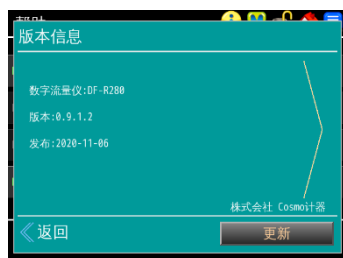 帮助
版本信息
数字流量仪:DF-R280
版本:0.9.1.2
发布:2020-11-06
株式会社 Cosmo计器
返回
更新